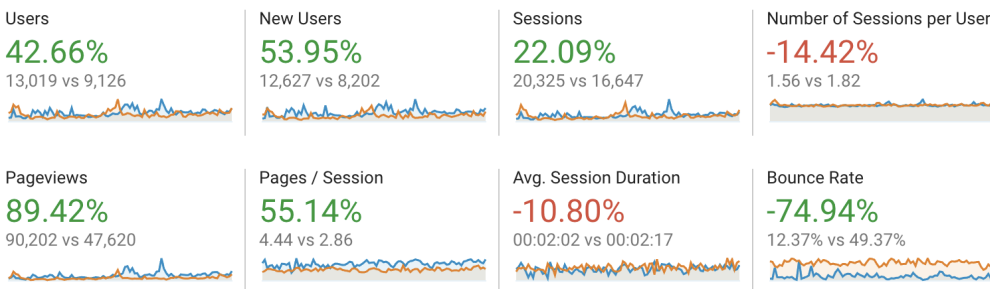 Users
42.66%
13,019 vs 9,126
New Users
53.95%
12,627 vs 8,202
Sessions
22.09%
20,325 vs 16,647
Number of Sessions per User
-14.42%
1.56 vs 1.82
Pageviews
89.42%
90,202 vs 47,620
Pages / Session
55.14%
4.44 vs 2.86
Avg. Session Duration
-10.80%
00:02:02 vs 00:02:17
Bounce Rate
-74.94%
12.37% vs 49.37%